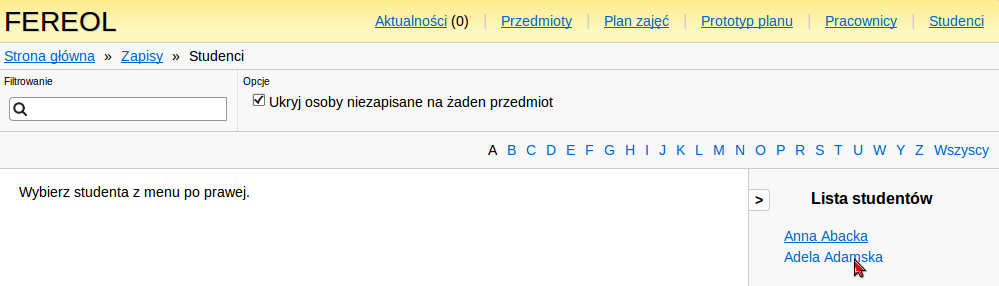 FEREOL
Aktualności (0) | Przedmioty | Plan zajęć | Prototyp planu | Pracownicy | Studenci
Strona główna » Zapisy » Studenci
Filtrowanie
Opcje
Ukryj osoby niezapisane na żaden przedmiot
A B C D E F G H I J K L M N O P R S T U W Y Z Wszyscy
Wybierz studenta z menu po prawej.
>
Lista studentów
Anna Abacka
Adela Adamska